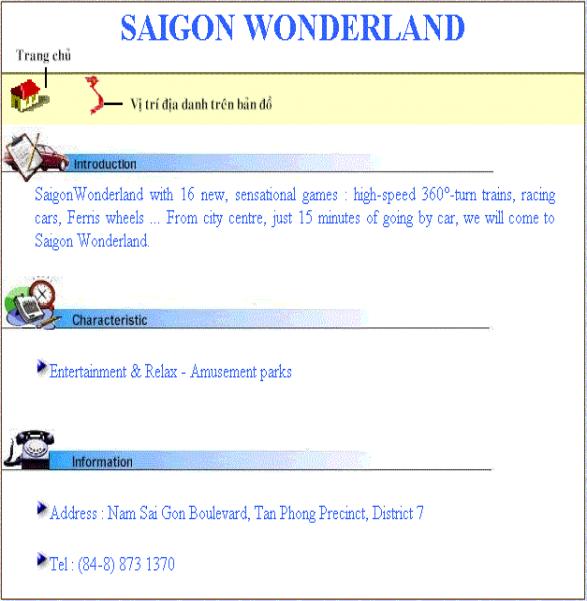 SAIGON WONDERLAND
Trang chủ
Vị trí địa danh trên bản đồ
Introduction
SaigonWonderland with 16 new, sensational games : high-speed 360°-turn trains, racing
cars, Ferris wheels ... From city centre, just 15 minutes of going by car, we will come to
Saigon Wonderland.
Characteristic
Entertainment & Relax - Amusement parks
Information
Address : Nam Sai Gon Boulevard, Tan Phong Precinct, District 7
Tel : (84-8) 873 1370